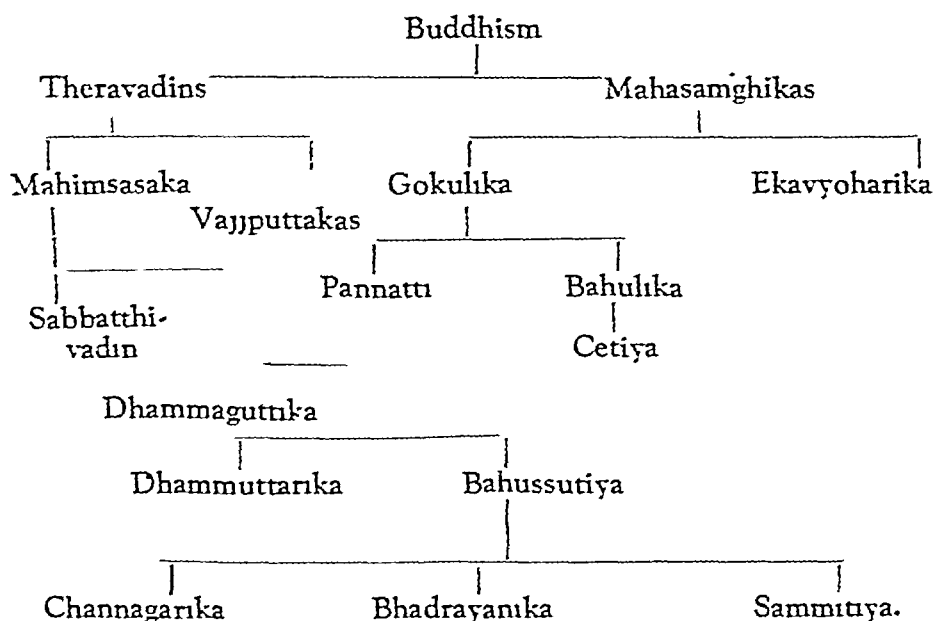 Buddhism
Theravadins Mahasamghikas
Mahimsasaka Gokulika Ekavyoharika
Vajjputtakas
Pannatti Bahulika
Sabbatthi-
vadin
Cetiya
Dhammaguttika
Dhammuttarika Bahussutiya
Channagarika Bhadrayanika Sammitiya.